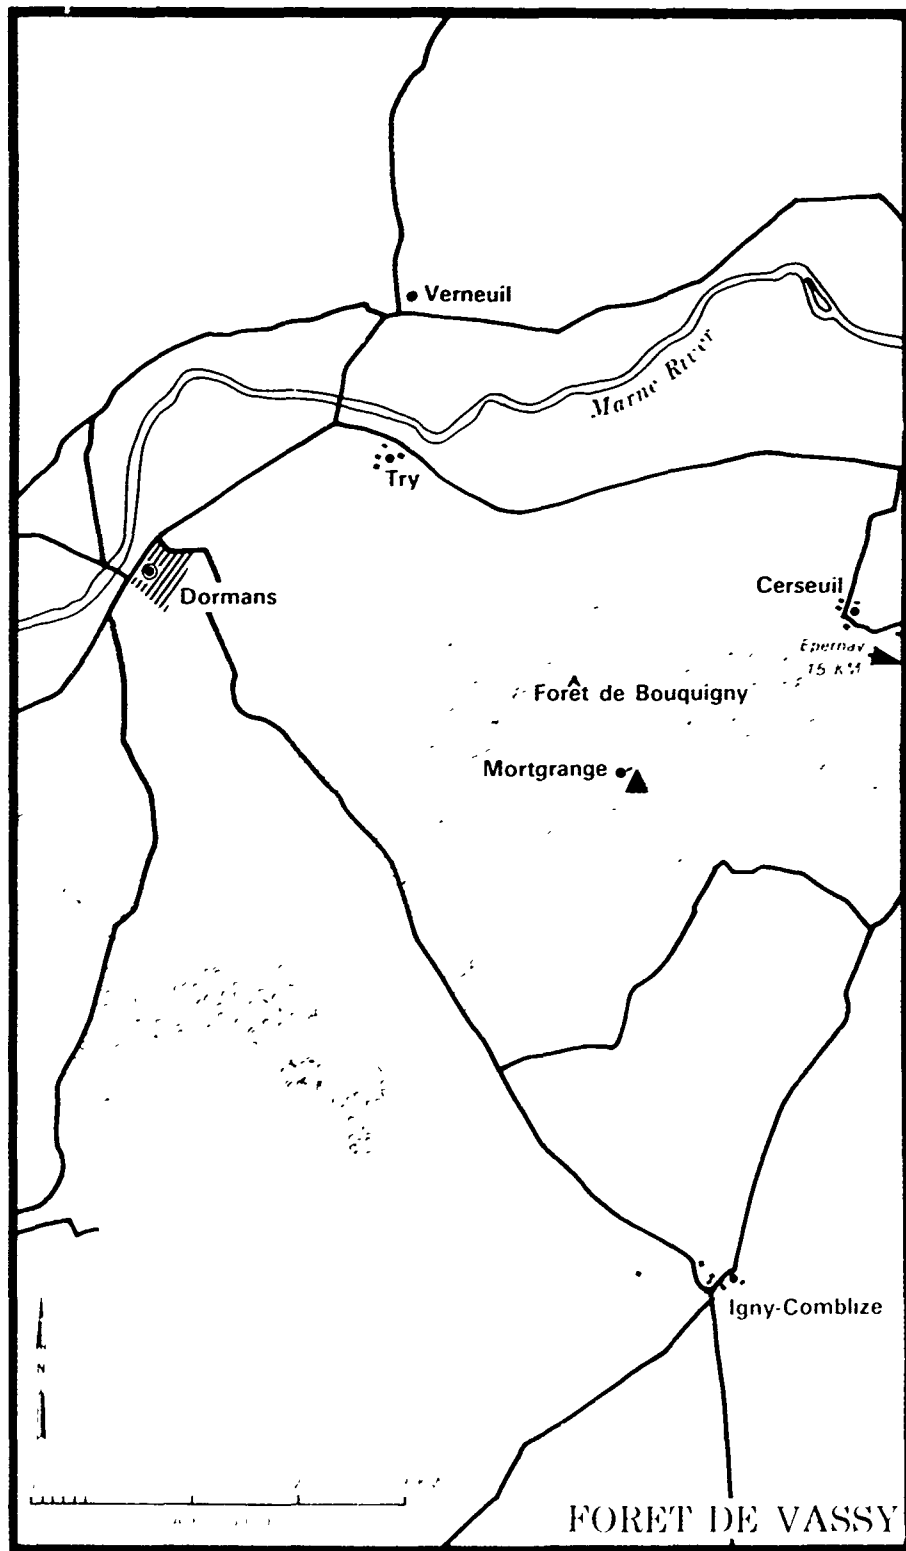 Verneuil
Marne River
Try
Dormans
Cerseuil
Epernay
15 KM
Forêt de Bouquigny
Mortgrange
Igny-Comblize
N
FORET DE VASSY